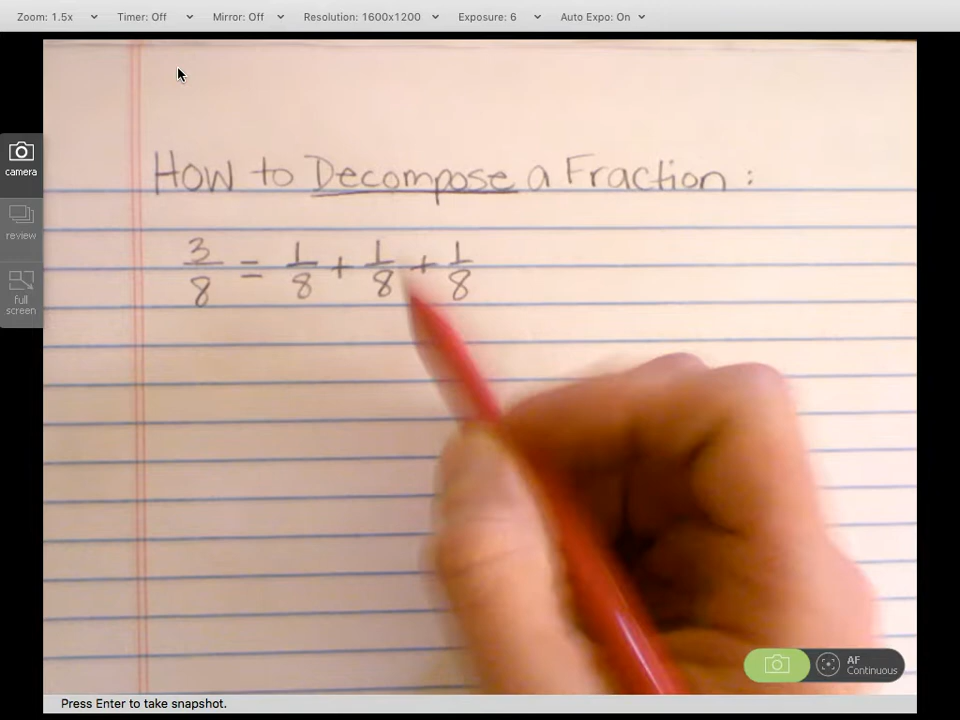 Zoom: 1.5x Timer: Off Mirror: Off Resolution: 1600x1200 Exposure: 6 Auto Expo: On
camera
review
full
screen
How to Decompose a Fraction :
3/8 = 1/8 + 1/8 + 1/8
AF
Continuous
Press Enter to take snapshot.